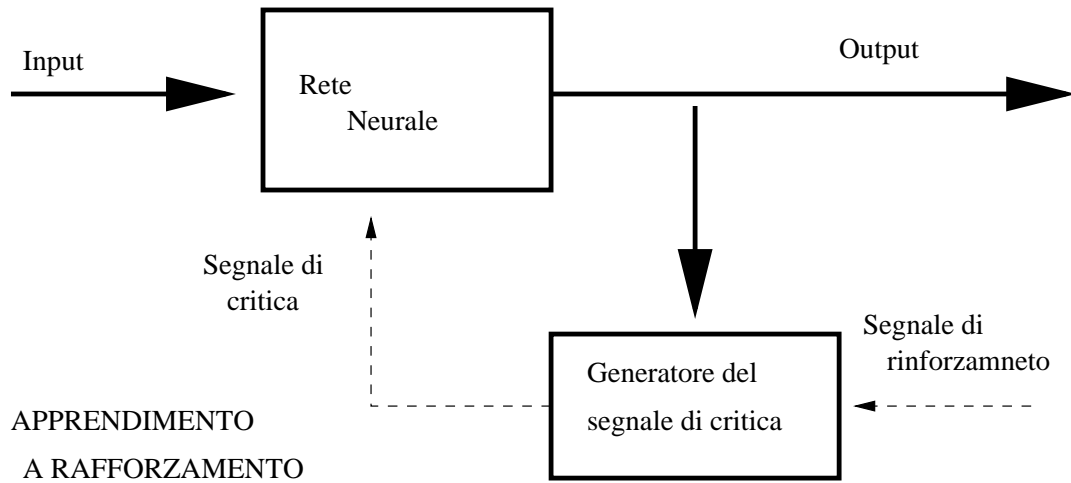 Input
Output
Rete
Neurale
Segnale di
critica
Segnale di
rinforzamneto
Generatore del
segnale di critica
APPRENDIMENTO
A RAFFORZAMENTO